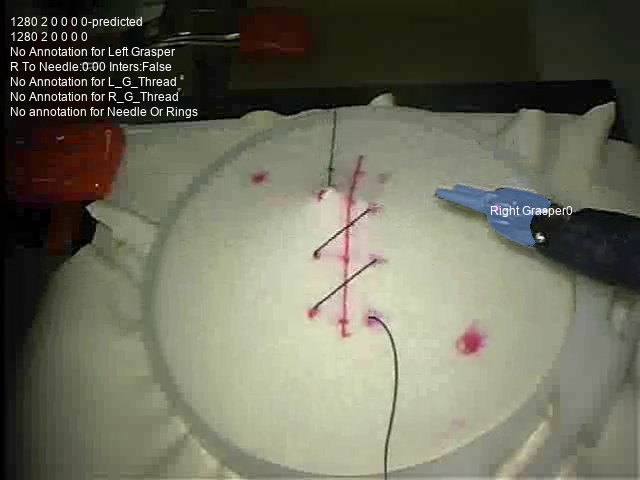 1280 2 0 0 0 0-predicted
1280 2 0 0 0 0
No Annotation for Left Grasper
R To Needle:0.00 Inters:False
No Annotation for L_G_Thread
No Annotation for R_G_Thread
No annotation for Needle Or Rings
Right Grasper0